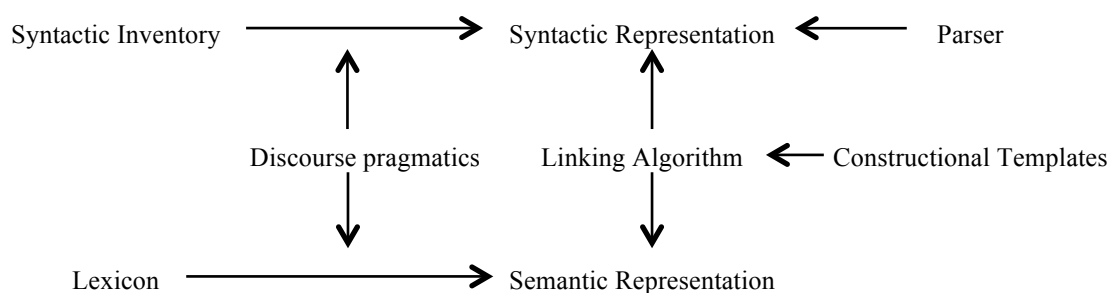 Syntactic Inventory Syntactic Representation Parser
Discourse pragmatics Linking Algorithm Constructional Templates
Lexicon Semantic Representation